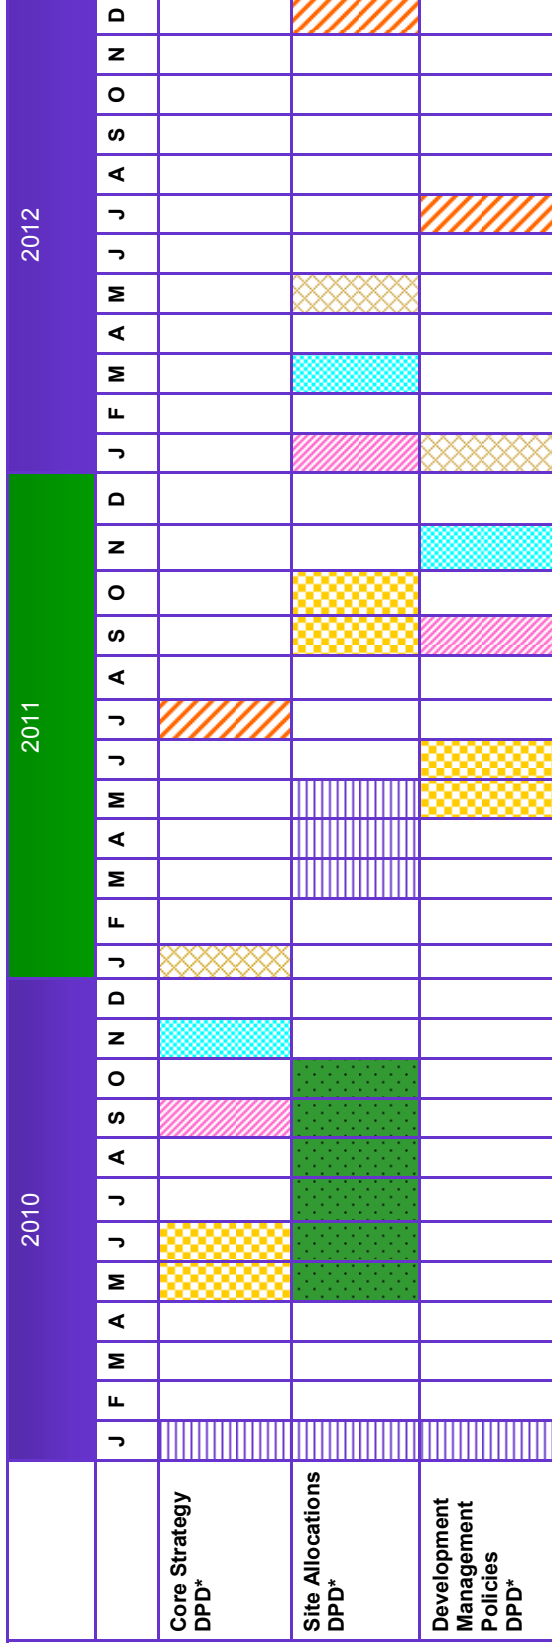 2010 2011 2012
J F M A M J J A S O N D J F M A M J J A S O N D J F M A M J J A S O N D
Core Strategy
DPD*
Site Allocations
DPD*
Development
Management
Policies
DPD*